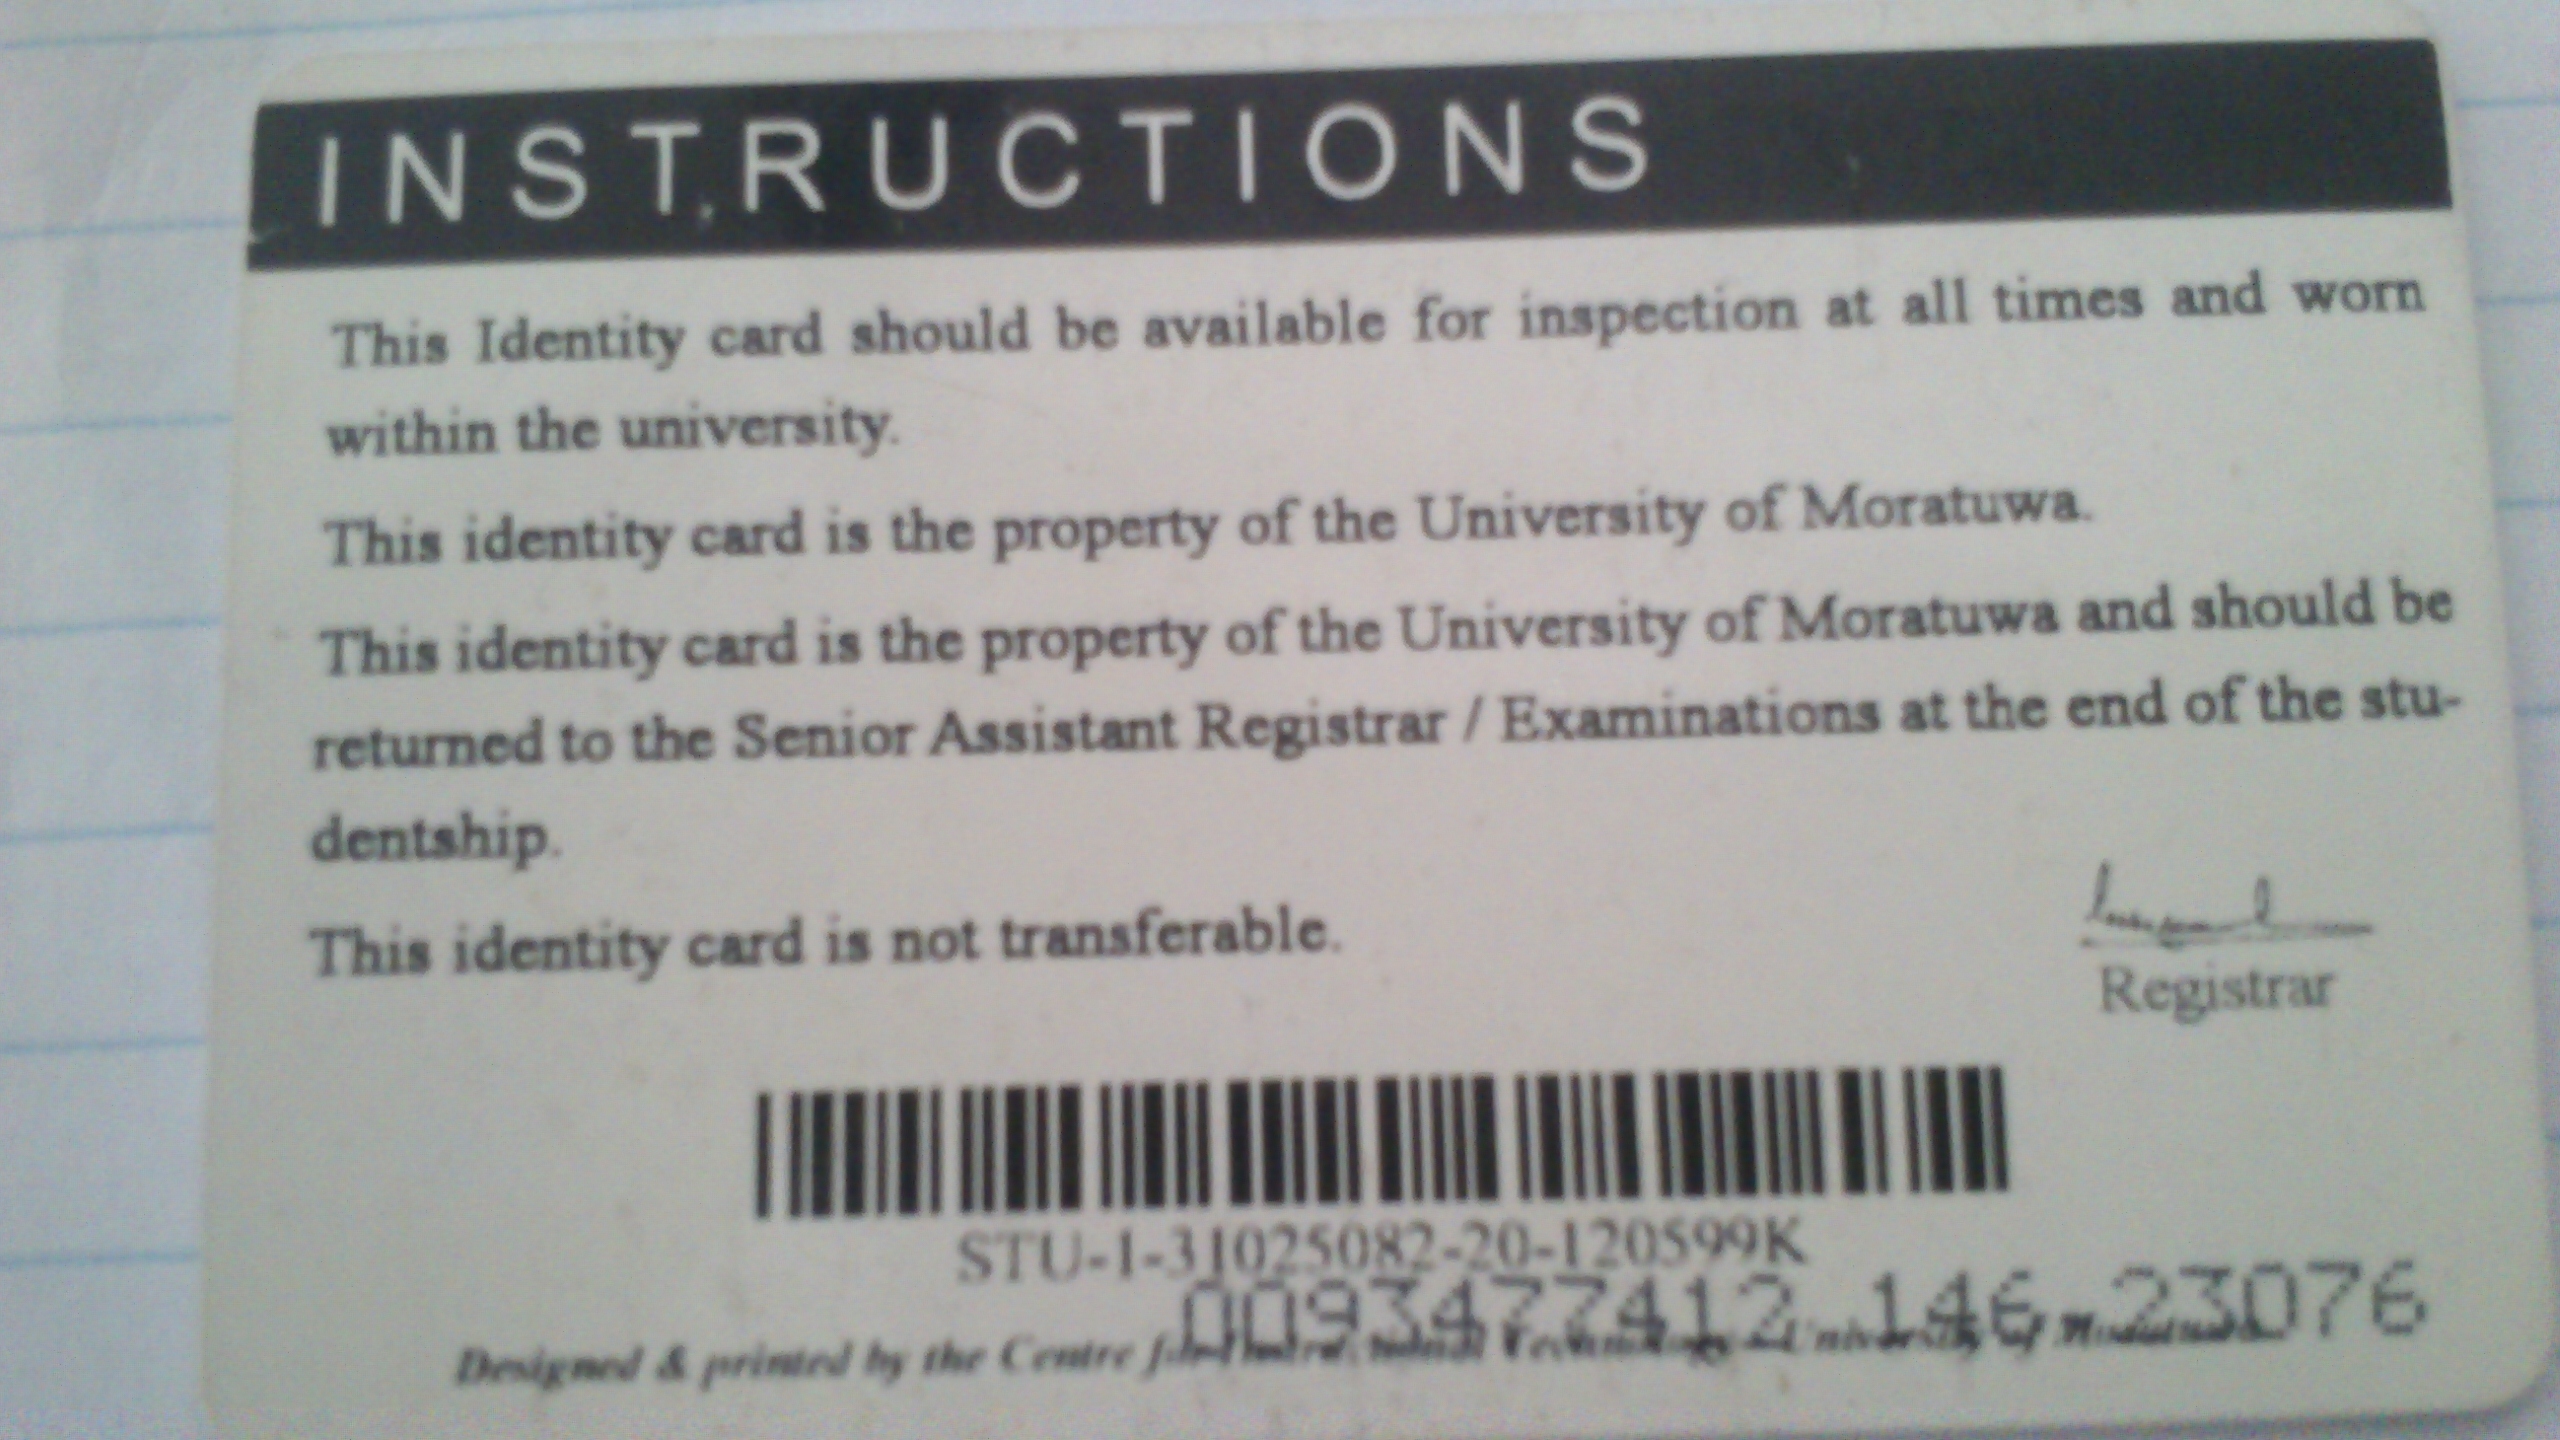 INSTRUCTIONS
This Identity card should be available for inspection at all times and worn
within the university.
This identity card is the property of the University of Moratuwa.
This identity card is the property of the University of Moratuwa and should be
returned to the Senior Assistant Registrar / Examinations at the end of the stu-
dentship.
This identity card is not transferable.
Registrar
STU-1-31025082-20-120599K
0093477412 146-23076
Designed & printed by the Centre for Technology University of